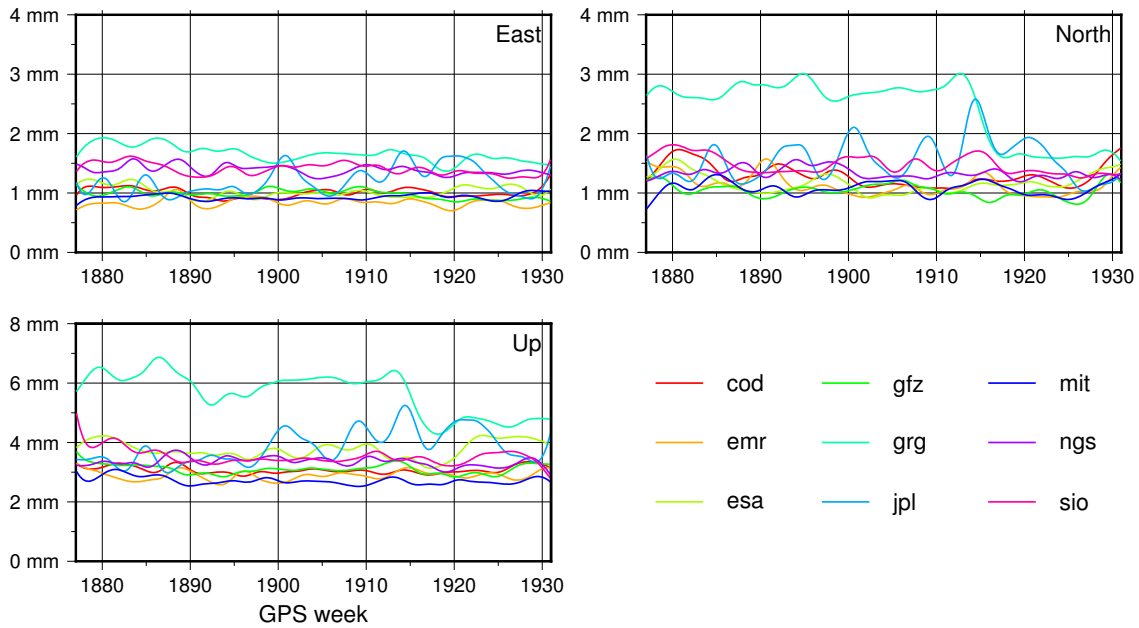 4 mm
3 mm
2 mm
1 mm
0 mm
East
1880 1890 1900 1910 1920 1930
4 mm
3 mm
2 mm
1 mm
0 mm
North
1880 1890 1900 1910 1920 1930
8 mm
6 mm
4 mm
2 mm
0 mm
Up
1880 1890 1900 1910 1920 1930
GPS week
cod gfz mit
emr grg ngs
esa jpl sio